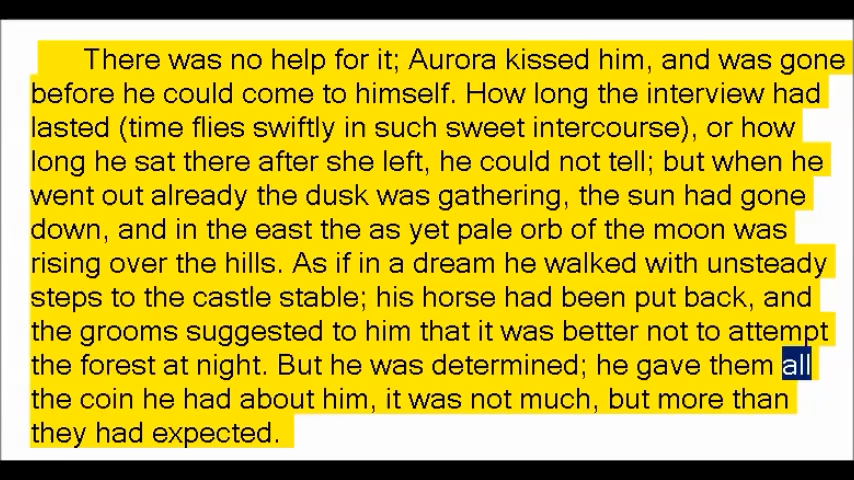 There was no help for it; Aurora kissed him, and was gone
before he could come to himself. How long the interview had
lasted (time flies swiftly in such sweet intercourse), or how
long he sat there after she left, he could not tell; but when he
went out already the dusk was gathering, the sun had gone
down, and in the east the as yet pale orb of the moon was
rising over the hills. As if in a dream he walked with unsteady
steps to the castle stable; his horse had been put back, and
the grooms suggested to him that it was better not to attempt
the forest at night. But he was determined; he gave them all
the coin he had about him, it was not much, but more than
they had expected.